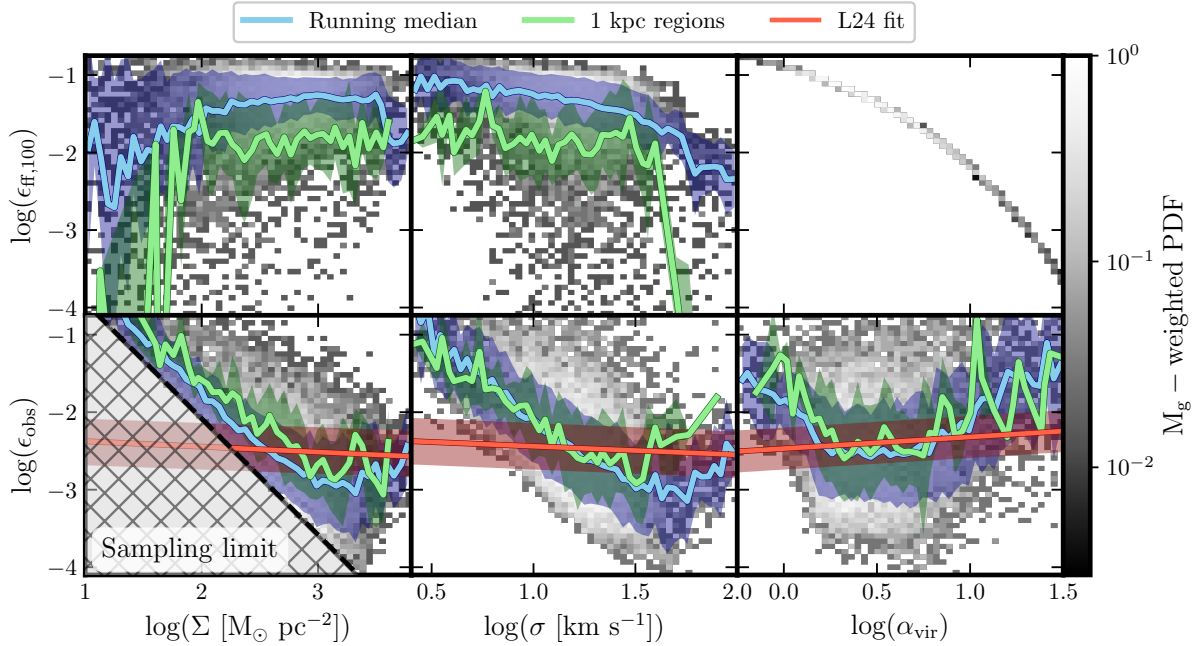 Running median 1 kpc regions L24 fit
log(ϵ_ff,100)
−1
−2
−3
−4
log(ϵ_obs)
−1
−2
−3
−4
Sampling limit
1 2 3
log(Σ [M_⊙ pc^−2])
0.5 1.0 1.5 2.0
log(σ [km s^−1])
0.0 0.5 1.0 1.5
log(α_vir)
10^0
10^−1
10^−2
M_g − weighted PDF